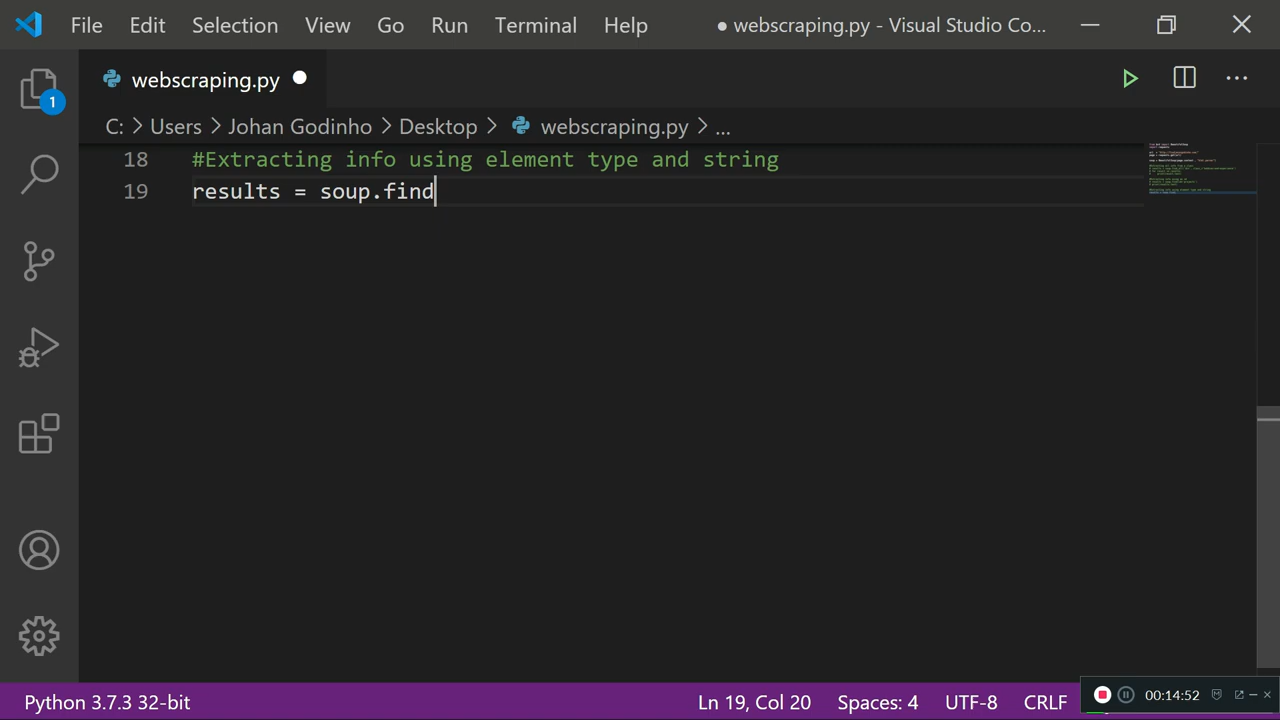 File Edit Selection View Go Run Terminal Help ● webscraping.py - Visual Studio Co...
webscraping.py
1
C: > Users > Johan Godinho > Desktop > webscraping.py > ...
18 #Extracting info using element type and string
19 results = soup.find
Python 3.7.3 32-bit Ln 19, Col 20 Spaces: 4 UTF-8 CRLF 00:14:52